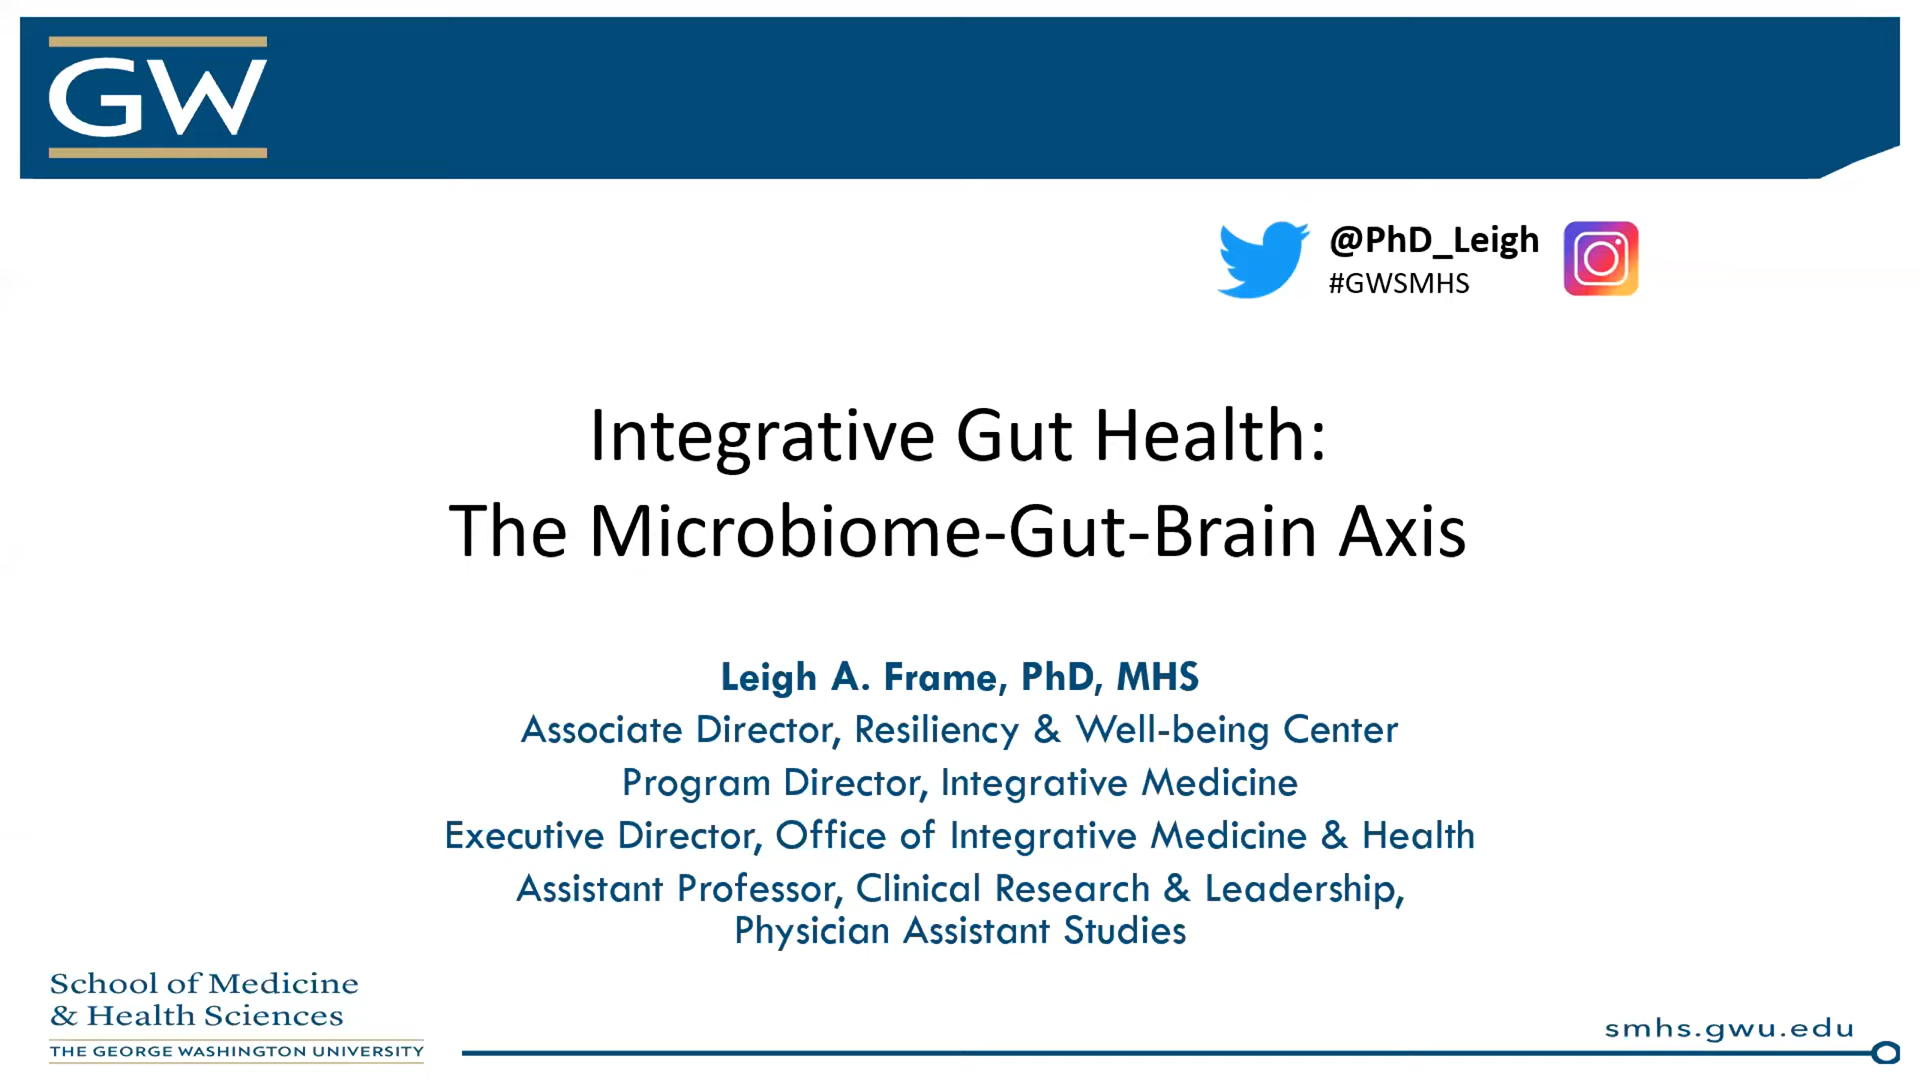 GW
@PhD_Leigh
#GWSMHS
Integrative Gut Health:
The Microbiome-Gut-Brain Axis
Leigh A. Frame, PhD, MHS
Associate Director, Resiliency & Well-being Center
Program Director, Integrative Medicine
Executive Director, Office of Integrative Medicine & Health
Assistant Professor, Clinical Research & Leadership,
Physician Assistant Studies
School of Medicine
& Health Sciences
THE GEORGE WASHINGTON UNIVERSITY
smhs.gwu.edu